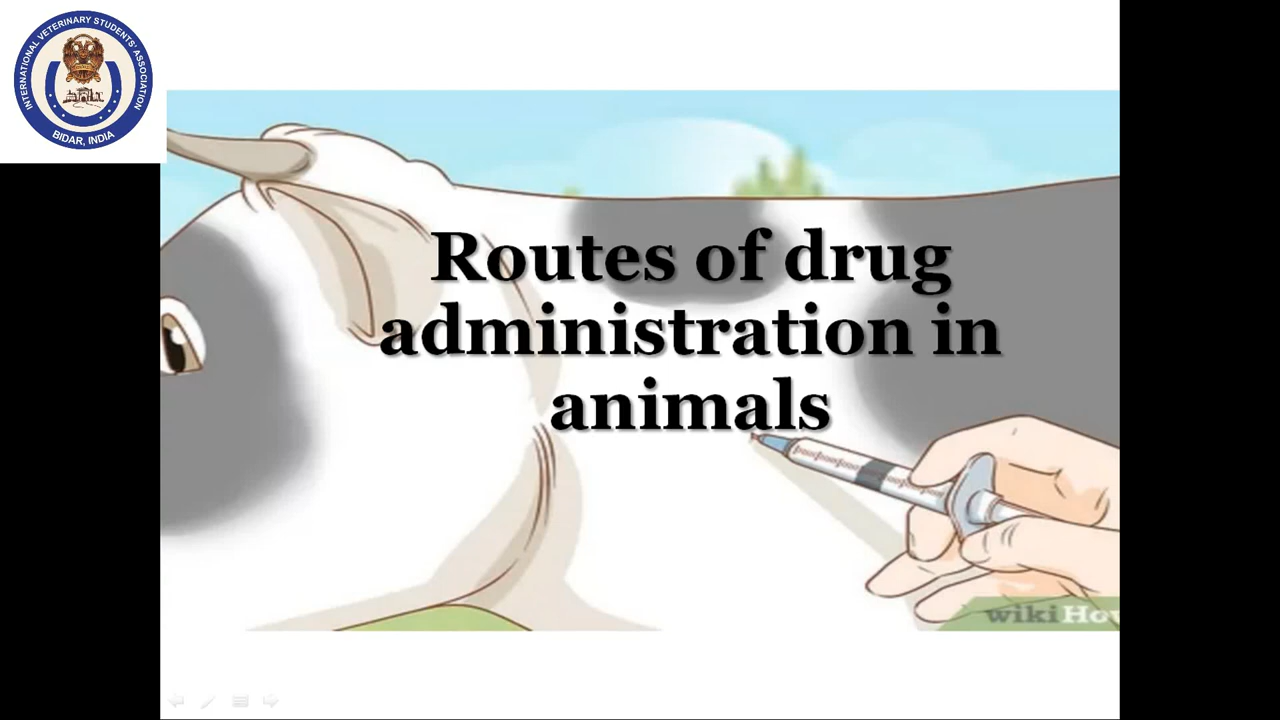 INTERNATIONAL VETERINARY STUDENTS' ASSOCIATION
BIDAR, INDIA
Routes of drug
administration in
animals
wikiHow